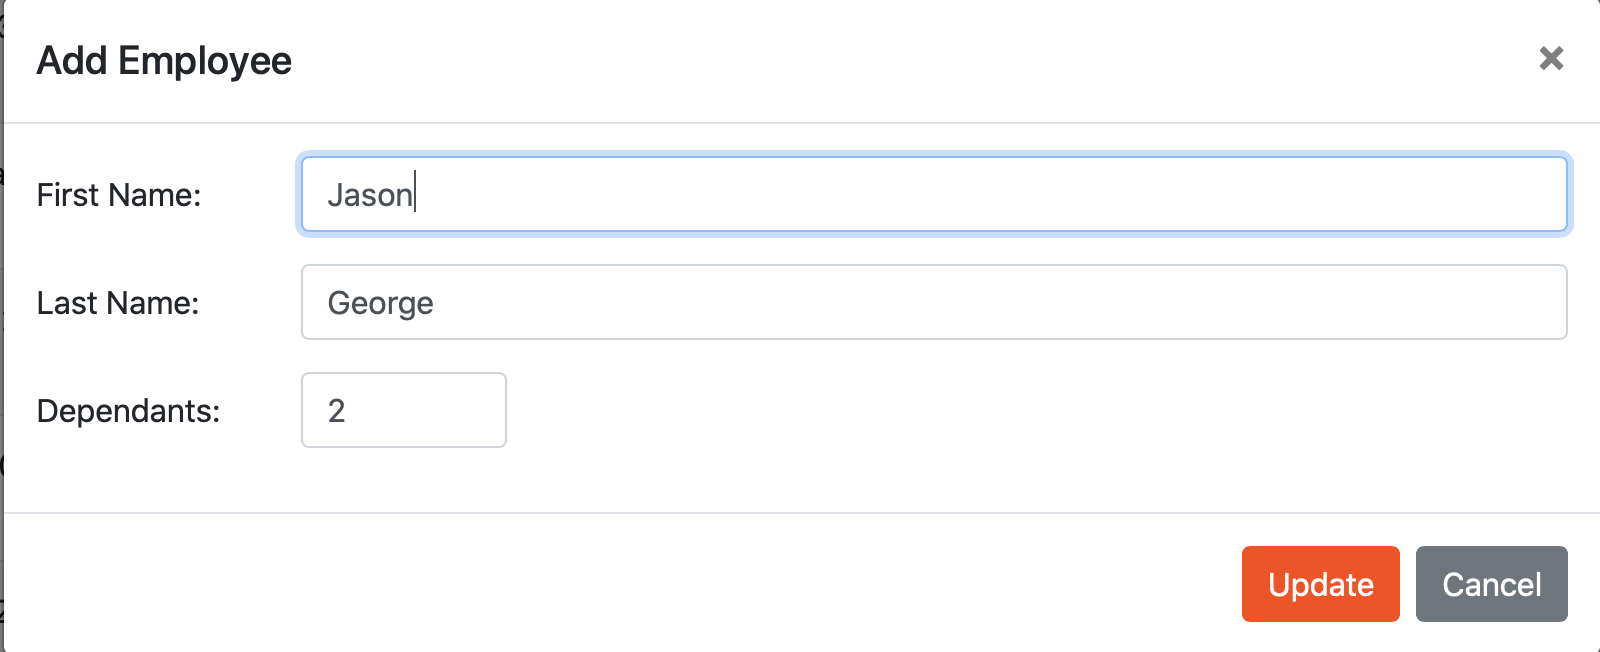 Add Employee
×
First Name: Jason
Last Name: George
Dependants: 2
Update Cancel